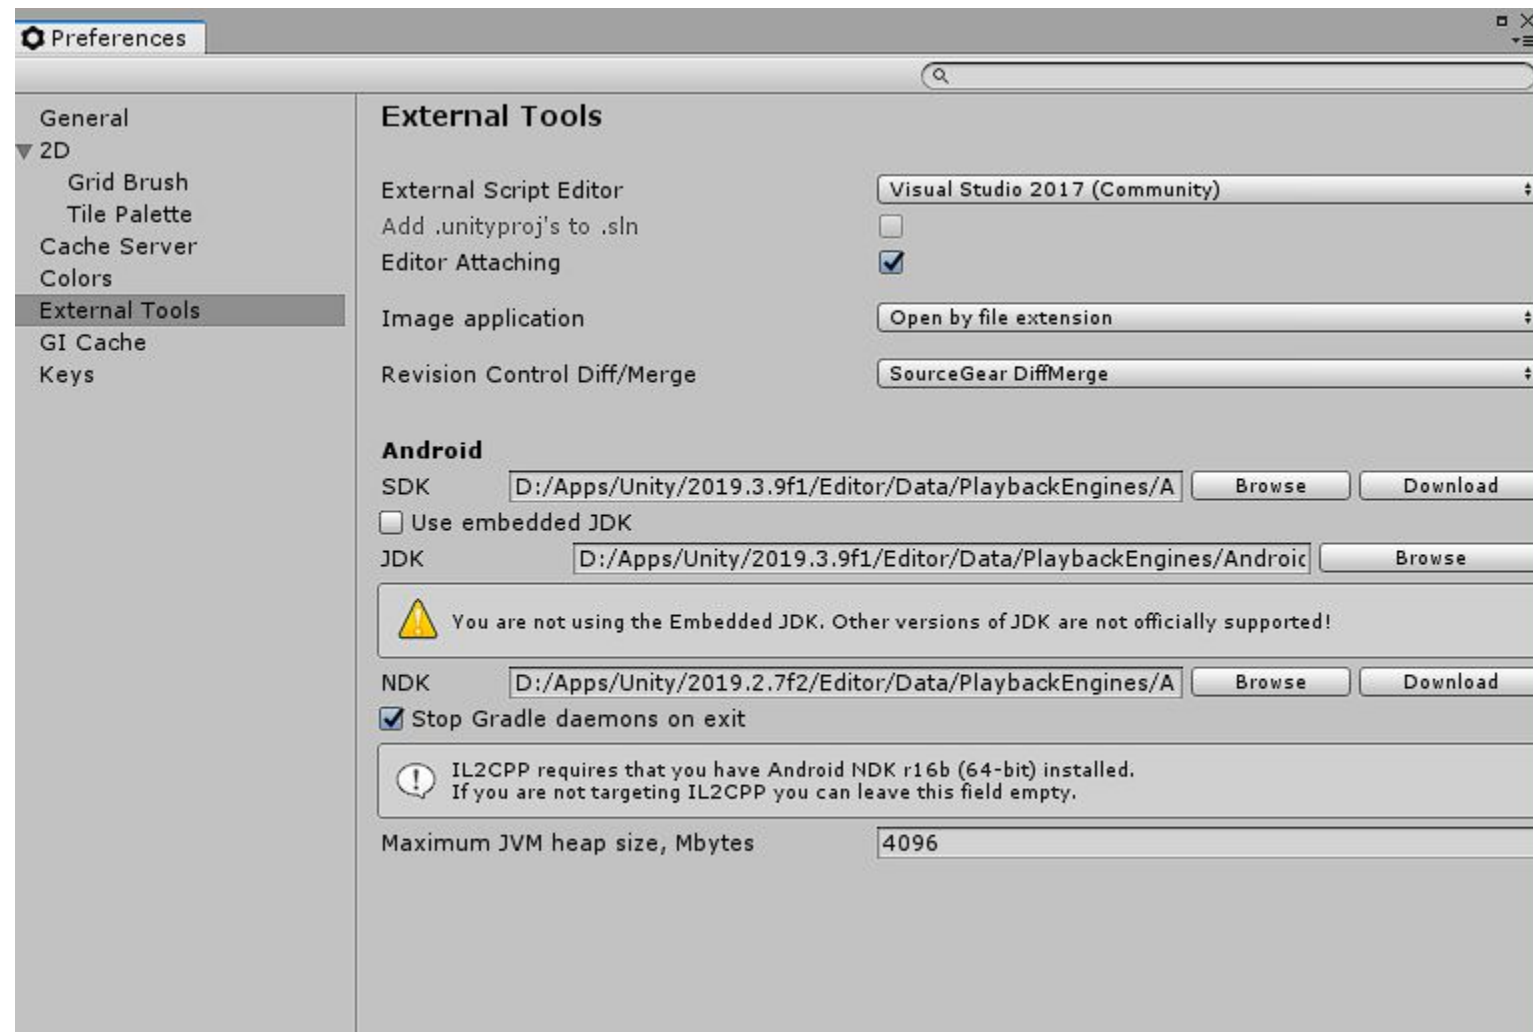 Preferences
General
2D
Grid Brush
Tile Palette
Cache Server
Colors
External Tools
GI Cache
Keys
External Tools
External Script Editor Visual Studio 2017 (Community)
Add .unityproj's to .sln
Editor Attaching
Image application Open by file extension
Revision Control Diff/Merge SourceGear DiffMerge
Android
SDK D:/Apps/Unity/2019.3.9f1/Editor/Data/PlaybackEngines/A Browse Download
Use embedded JDK
JDK D:/Apps/Unity/2019.3.9f1/Editor/Data/PlaybackEngines/Android Browse
You are not using the Embedded JDK. Other versions of JDK are not officially supported!
NDK D:/Apps/Unity/2019.2.7f2/Editor/Data/PlaybackEngines/A Browse Download
Stop Gradle daemons on exit
IL2CPP requires that you have Android NDK r16b (64-bit) installed.
If you are not targeting IL2CPP you can leave this field empty.
Maximum JVM heap size, Mbytes 4096